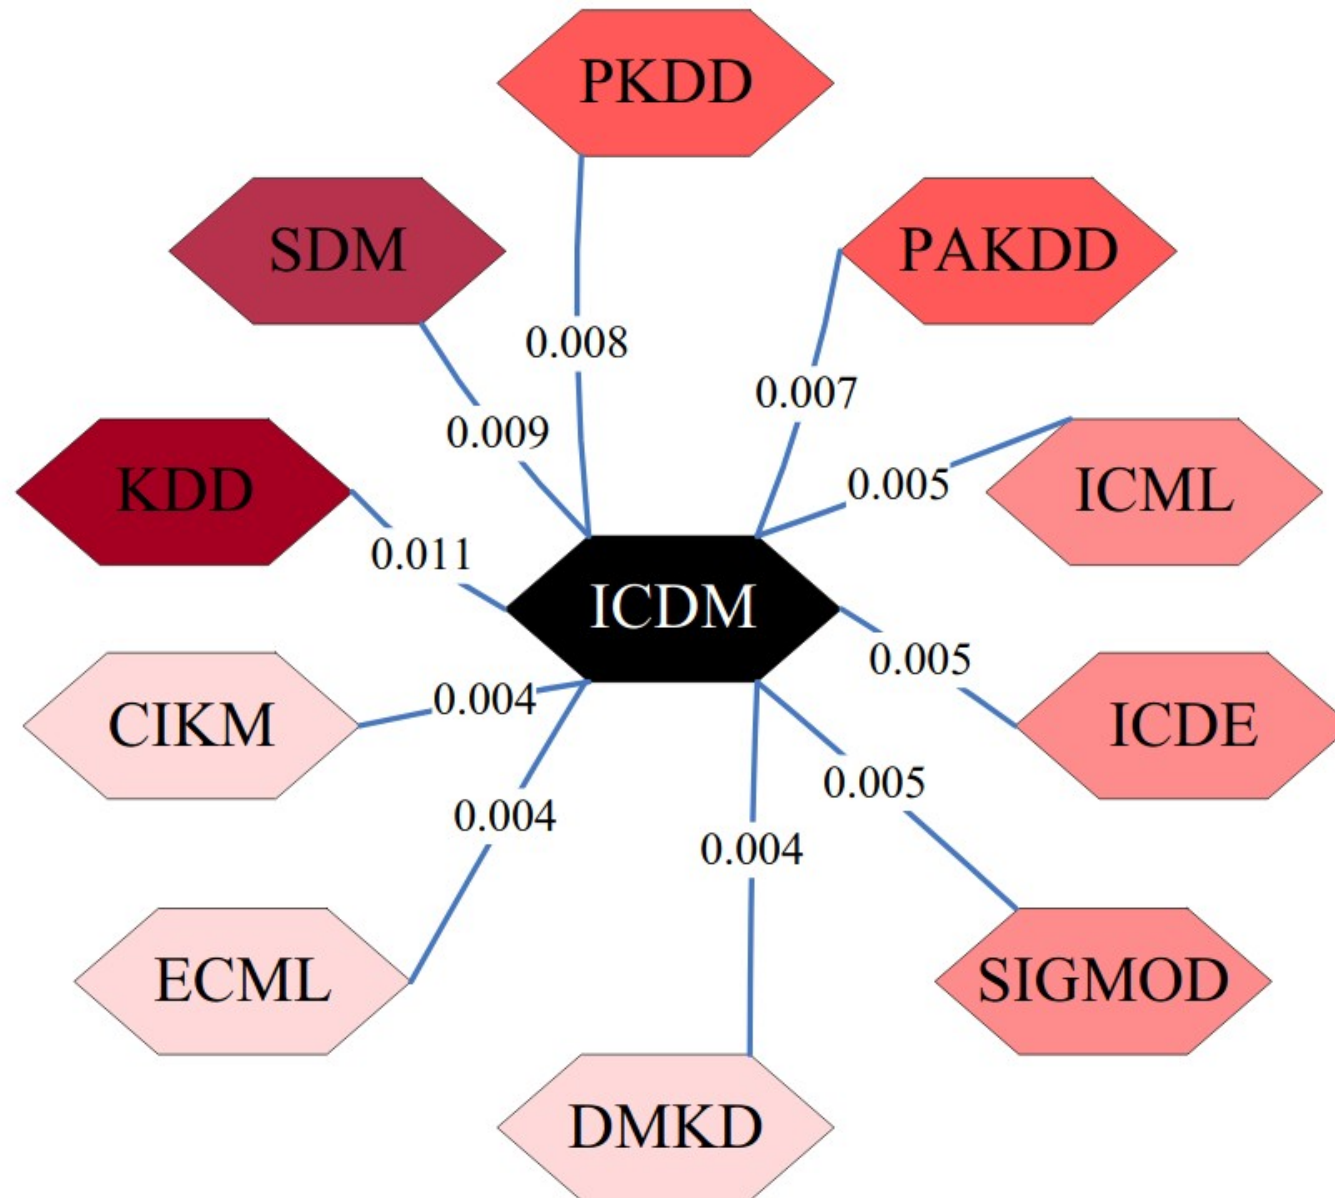 PKDD
SDM
PAKDD
0.008
0.007
0.009
KDD
0.005
ICML
0.011
ICDM
0.005
CIKM
0.004
ICDE
0.005
0.004
0.004
ECML
SIGMOD
DMKD